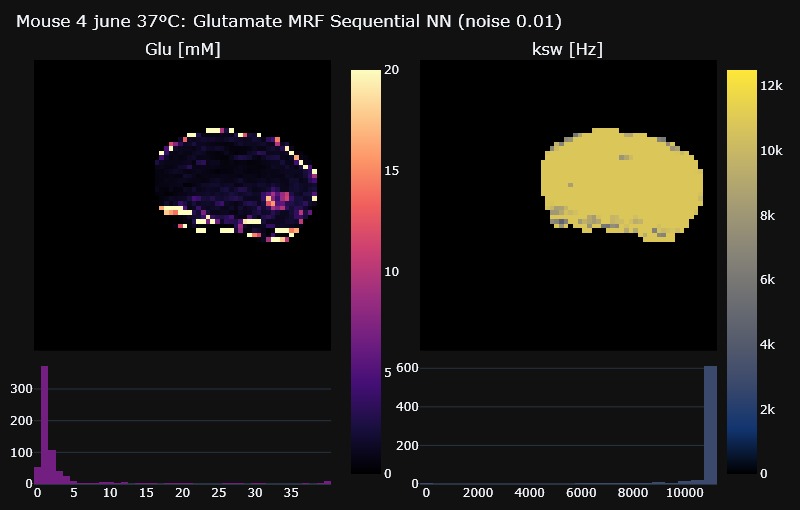 Mouse 4 june 37ºC: Glutamate MRF Sequential NN (noise 0.01)
Glu [mM]
ksw [Hz]
20
15
10
5
0
12k
10k
8k
6k
4k
2k
0
300
200
100
0
0 5 10 15 20 25 30 35
600
400
200
0
0 2000 4000 6000 8000 10000